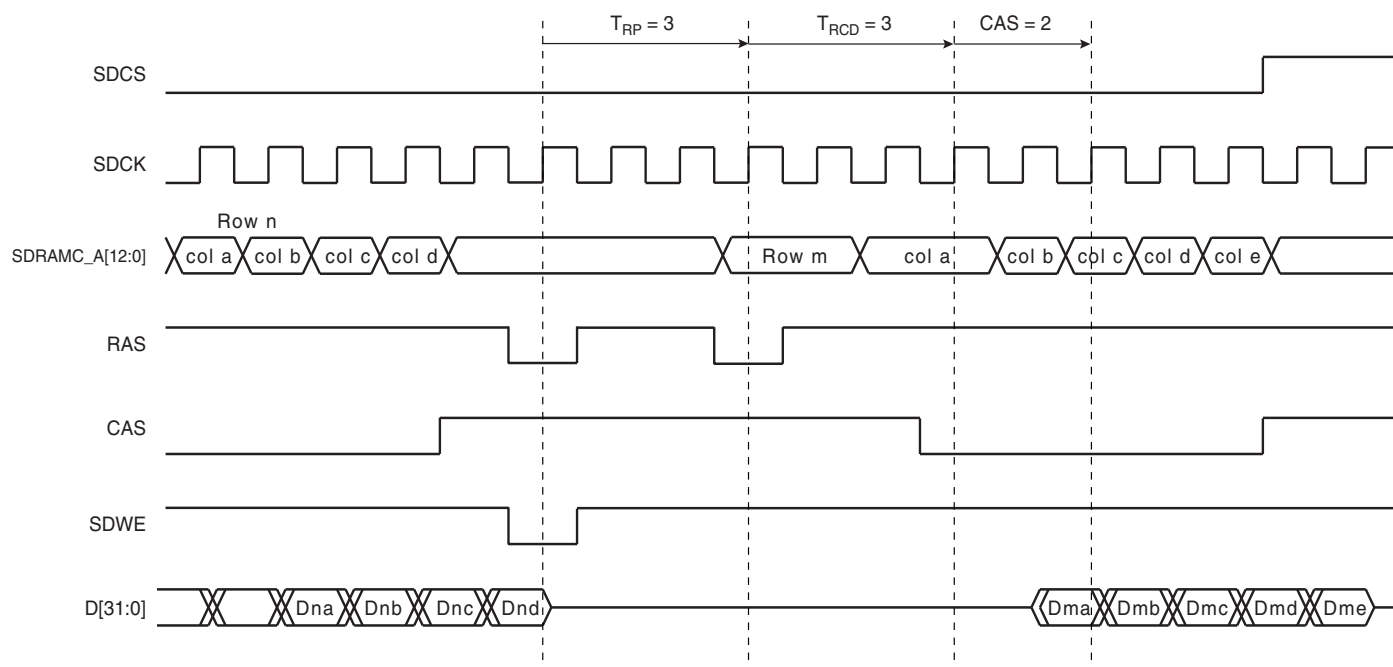 T_RP = 3 T_RCD = 3 CAS = 2
SDCS
SDCK
Row n
SDRAMC_A[12:0] col a col b col c col d Row m col a col b col c col d col e
RAS
CAS
SDWE
D[31:0] Dna Dnb Dnc Dnd Dma Dmb Dmc Dmd Dme